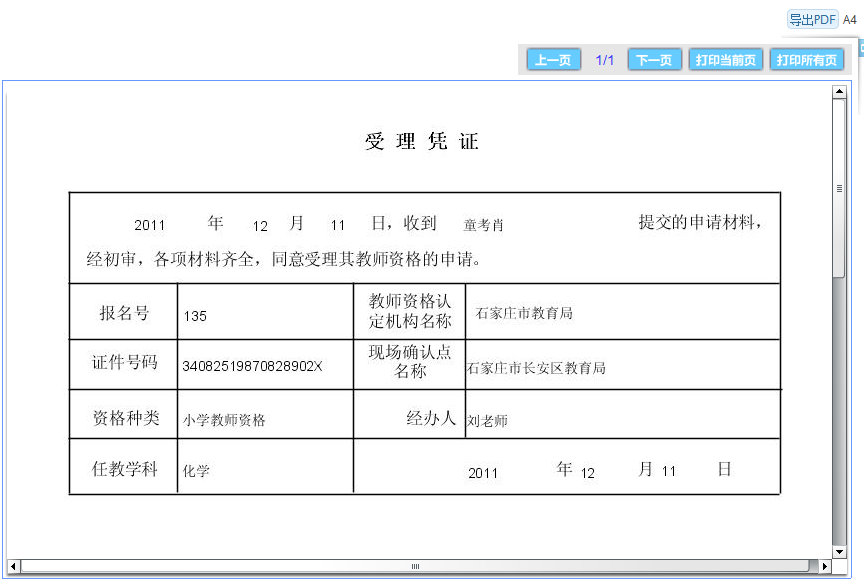 导出PDF A4
上一页 1/1 下一页 打印当前页 打印所有页
受 理 凭 证
2011 年 12 月 11 日，收到 童考肖 提交的申请材料，
经初审，各项材料齐全，同意受理其教师资格的申请。
报名号 135 教师资格认定机构名称 石家庄市教育局
证件号码 34082519870828902X 现场确认点名称 石家庄市长安区教育局
资格种类 小学教师资格 经办人 刘老师
任教学科 化学 2011 年 12 月 11 日